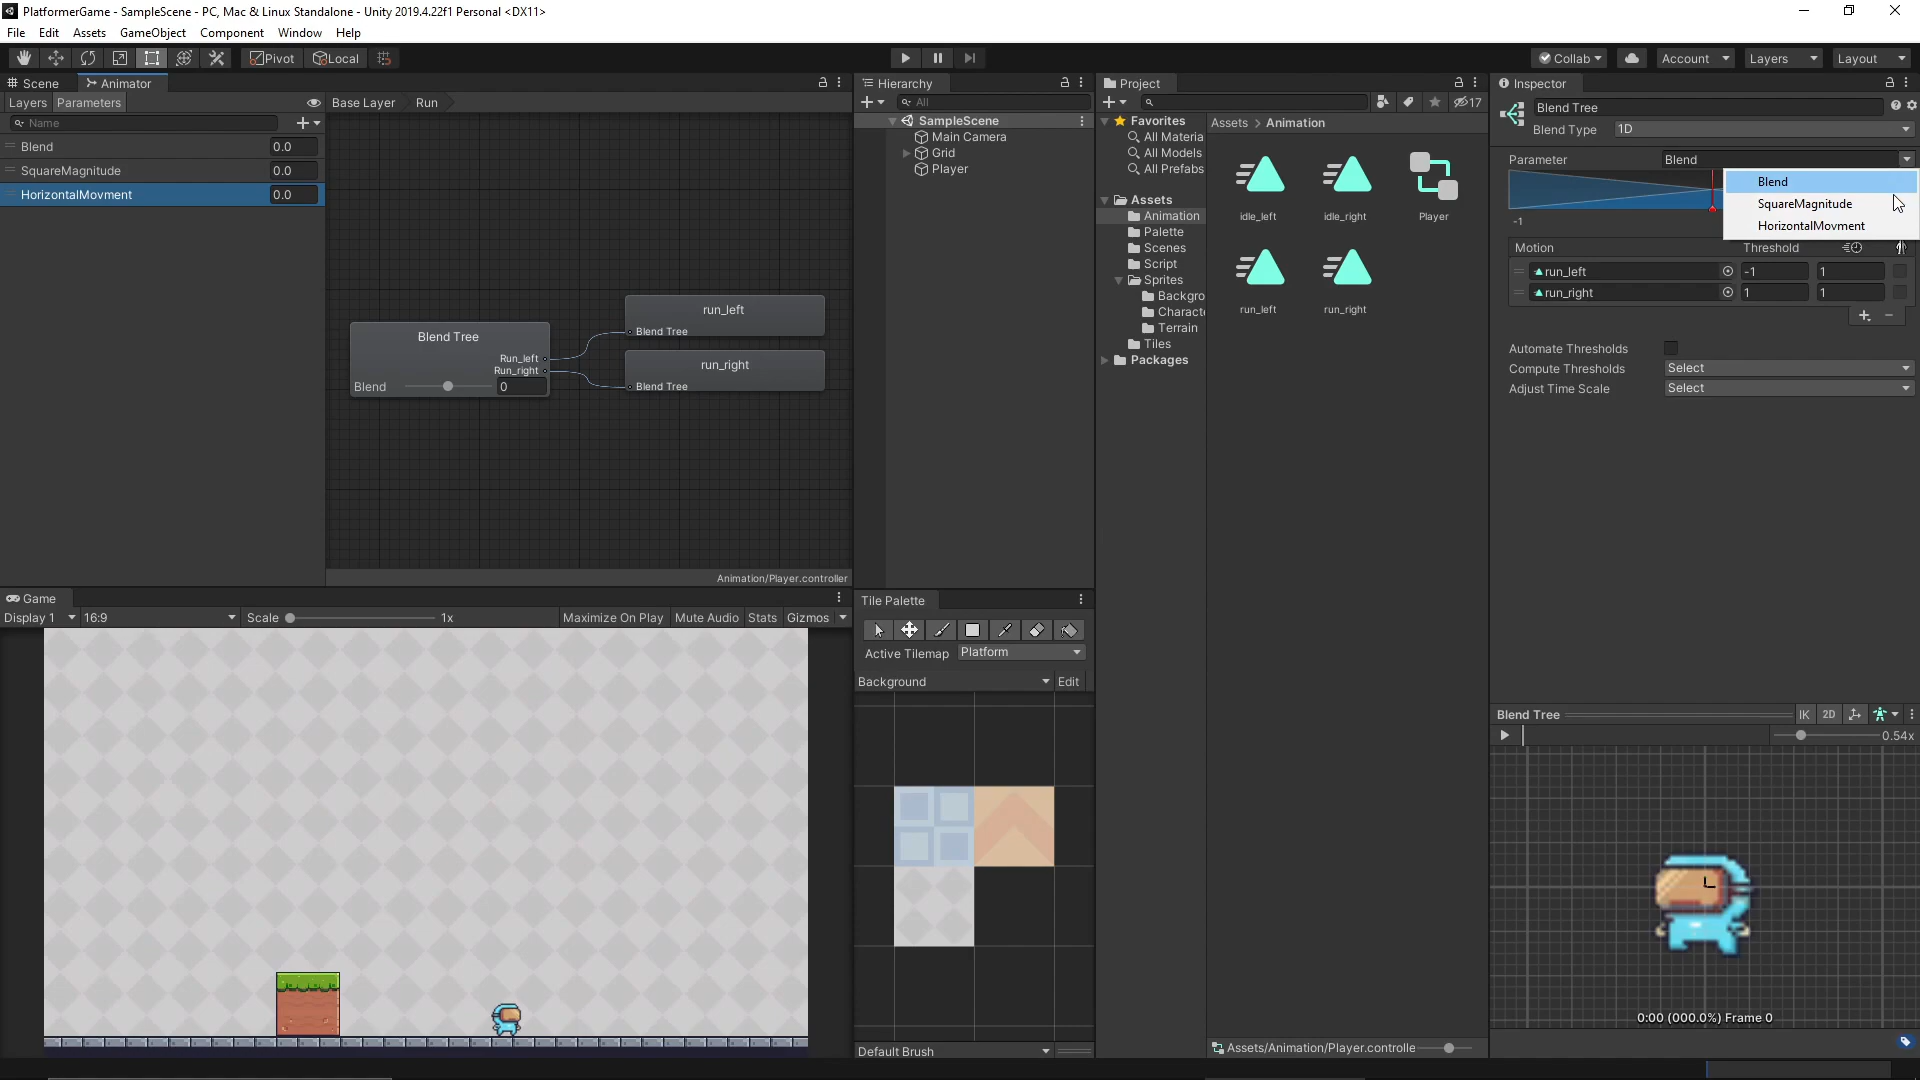 PlatformerGame - SampleScene - PC, Mac & Linux Standalone - Unity 2019.4.22f1 Personal <DX11>
File Edit Assets GameObject Component Window Help
Pivot Local Collab Account Layers Layout
Scene Animator
Layers Parameters Base Layer Run
Name
Blend 0.0
SquareMagnitude 0.0
HorizontalMovment 0.0
Blend Tree
Run_left
Run_right
Blend 0
run_left
Blend Tree
run_right
Blend Tree
Animation/Player.controller
Hierarchy
All
SampleScene
Main Camera
Grid
Player
Project
17
Favorites
All Materia
All Models
All Prefabs
Assets
Animation
Palette
Scenes
Script
Sprites
Backgro
Characte
Terrain
Tiles
Packages
Assets > Animation
idle_left idle_right Player
run_left run_right
Assets/Animation/Player.controlle
Inspector
Blend Tree
Blend Type 1D
Parameter Blend
Blend
SquareMagnitude
HorizontalMovment
-1
Motion Threshold
run_left -1 1
run_right 1 1
Automate Thresholds
Compute Thresholds Select
Adjust Time Scale Select
Blend Tree IK 2D
0.54x
0:00 (000.0%) Frame 0
Game
Display 1 16:9 Scale 1x Maximize On Play Mute Audio Stats Gizmos
Tile Palette
Active Tilemap Platform
Background Edit
Default Brush